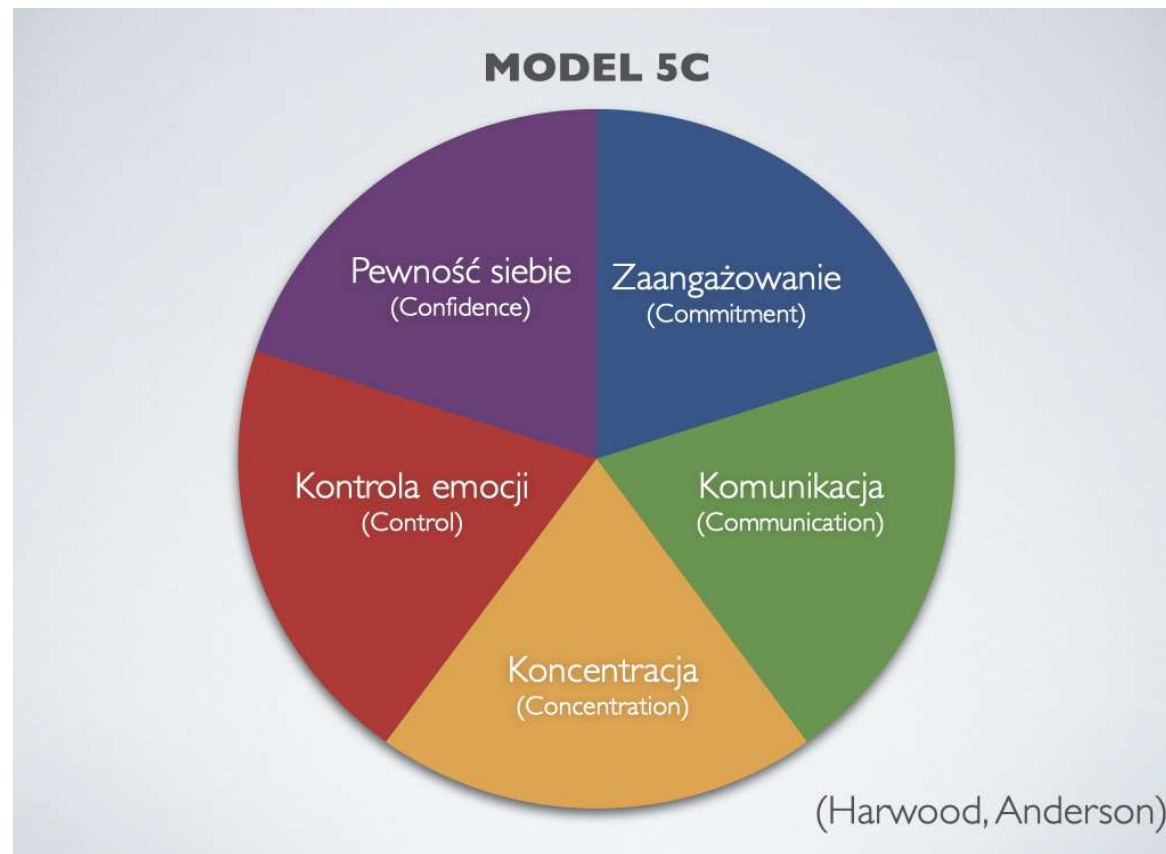 MODEL 5C
Pewność siebie
(Confidence)
Zaangażowanie
(Commitment)
Kontrola emocji
(Control)
Komunikacja
(Communication)
Koncentracja
(Concentration)
(Harwood, Anderson)